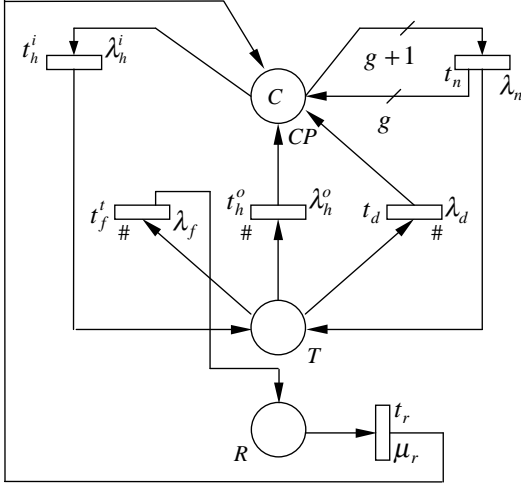 t_h^i λ_h^i
g+1
t_n λ_n
C
CP
g
t_f^t λ_f
#
t_h^o λ_h^o
#
t_d λ_d
#
T
R
t_r
μ_r